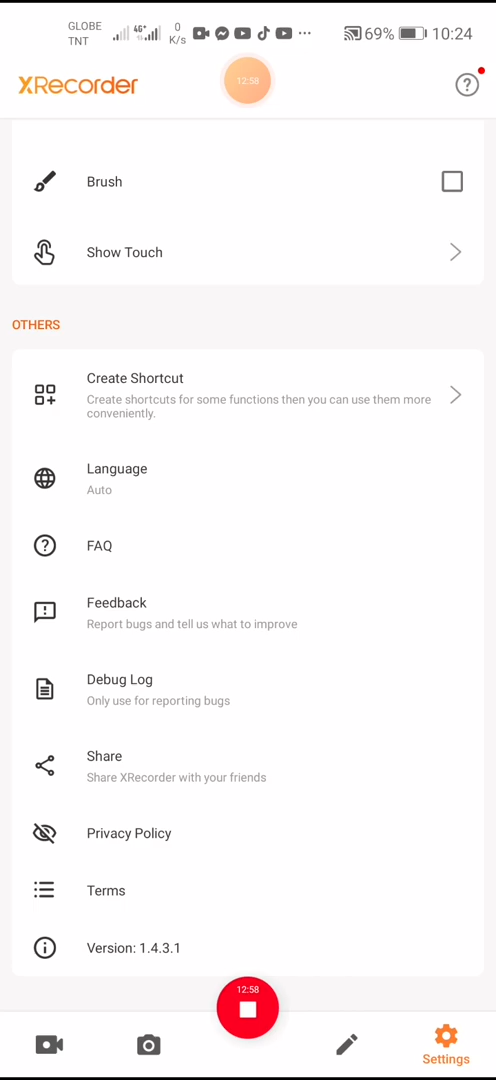 GLOBE
TNT
4G+
0
K/s
69%
10:24
XRecorder
12:58
Brush
Show Touch
OTHERS
Create Shortcut
Create shortcuts for some functions then you can use them more
conveniently.
Language
Auto
FAQ
Feedback
Report bugs and tell us what to improve
Debug Log
Only use for reporting bugs
Share
Share XRecorder with your friends
Privacy Policy
Terms
Version: 1.4.3.1
12:58
Settings